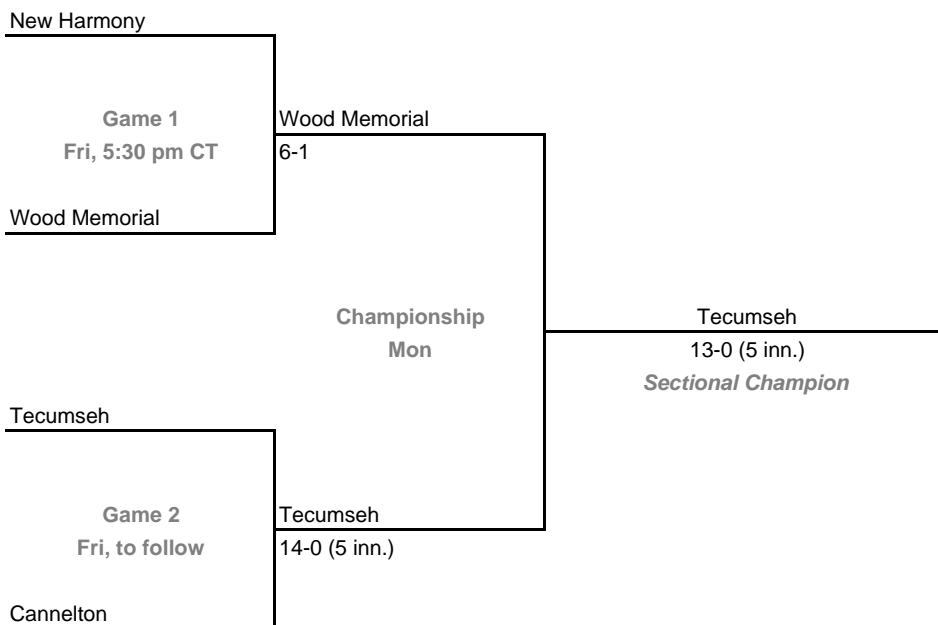 New Harmony
Game 1
Fri, 5:30 pm CT
Wood Memorial
6-1
Wood Memorial
Championship
Mon
Tecumseh
13-0 (5 inn.)
Sectional Champion
Tecumseh
Game 2
Fri, to follow
Tecumseh
14-0 (5 inn.)
Cannelton